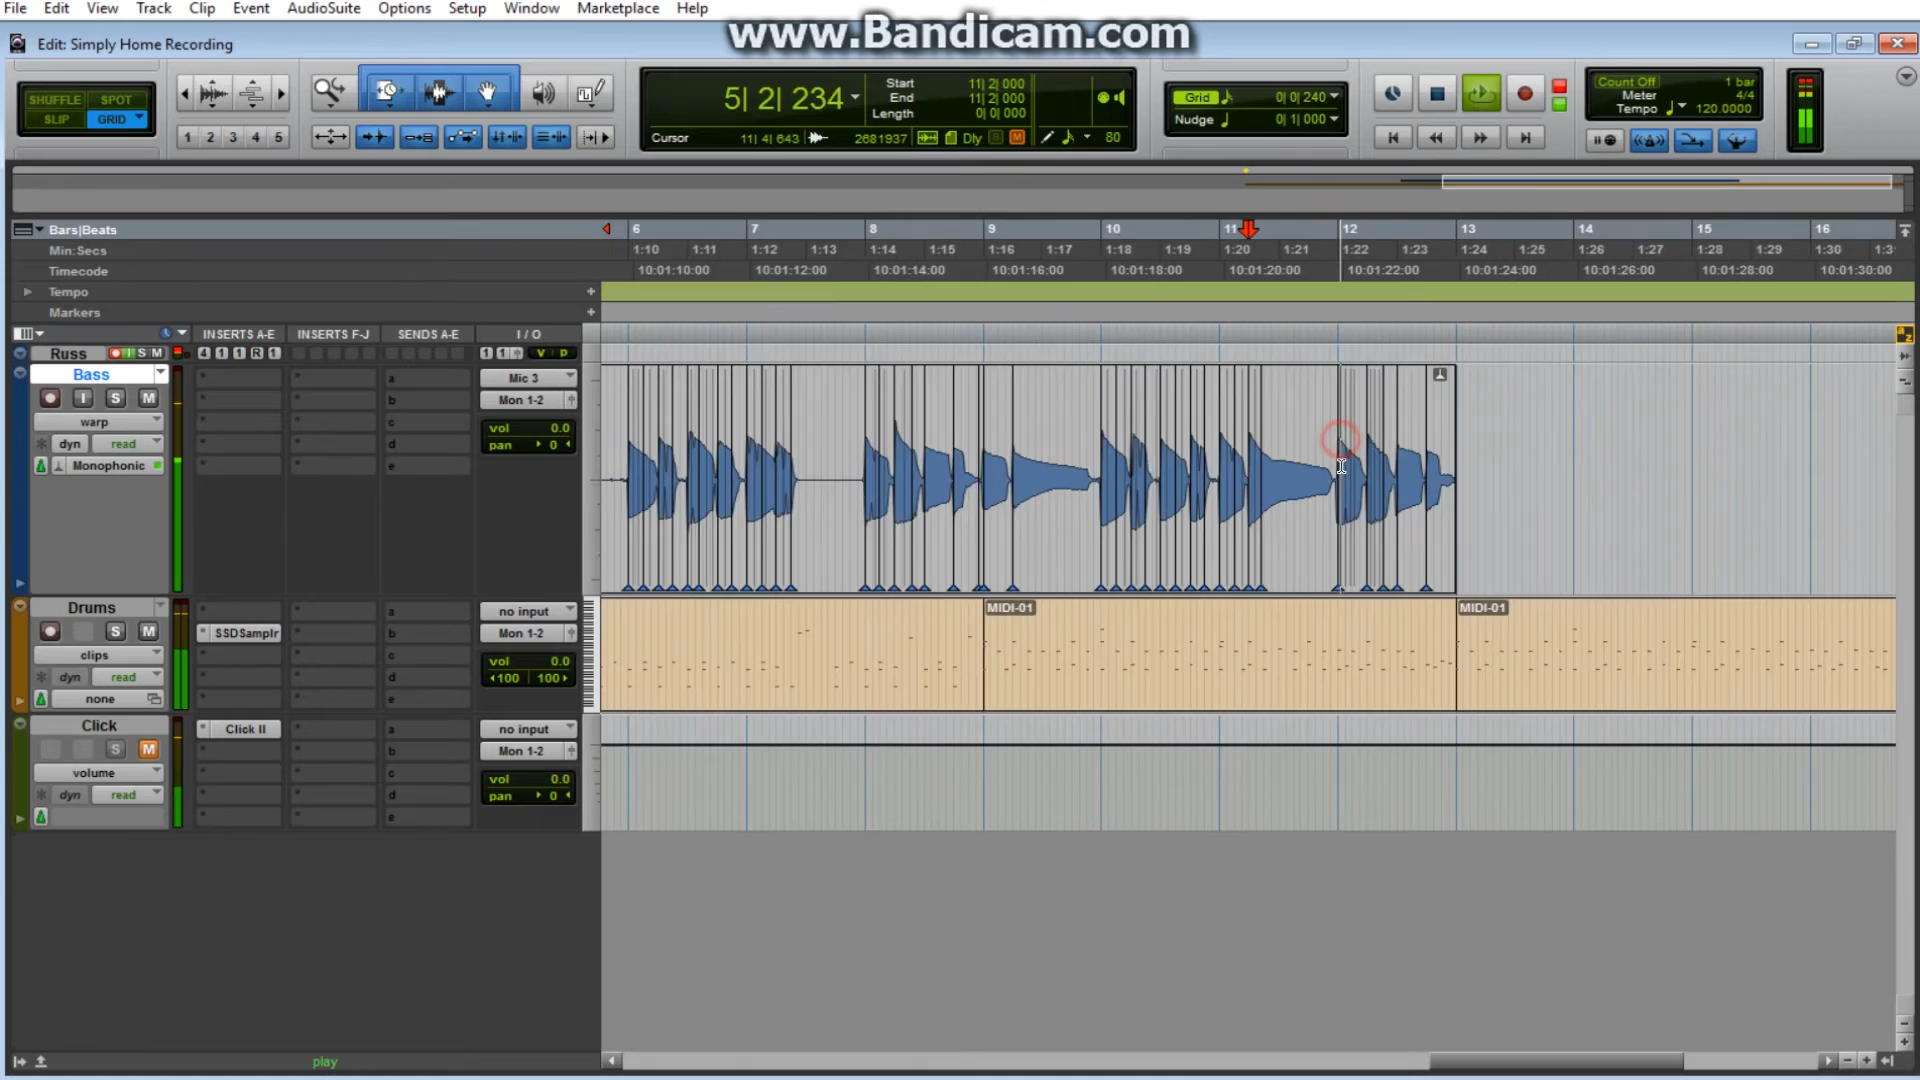 File Edit View Track Clip Event AudioSuite Options Setup Window Marketplace Help
www.Bandicam.com
Edit: Simply Home Recording
SHUFFLE SPOT
SLIP GRID
1 2 3 4 5
5| 2| 234
Start 11| 2| 000
End 11| 2| 000
Length 0| 0| 000
Cursor 11| 4| 643 2681937 Dly 80
Grid 0| 0| 240
Nudge 0| 1| 000
Count Off 1 bar
Meter 4/4
Tempo 120.0000
Bars|Beats 6 7 8 9 10 11 12 13 14 15 16
Min:Secs 1:10 1:11 1:12 1:13 1:14 1:15 1:16 1:17 1:18 1:19 1:20 1:21 1:22 1:23 1:24 1:25 1:26 1:27 1:28 1:29 1:30 1:3
Timecode 10:01:10:00 10:01:12:00 10:01:14:00 10:01:16:00 10:01:18:00 10:01:20:00 10:01:22:00 10:01:24:00 10:01:26:00 10:01:28:00 10:01:30:00
Tempo
Markers
INSERTS A-E INSERTS F-J SENDS A-E I / O
Russ I S M 4 1 1 R 1 1 1 V P
Bass a Mic 3
I S M b Mon 1-2
warp c vol 0.0
dyn read d pan 0
Monophonic e
Drums a no input MIDI-01 MIDI-01
S M SSDSamplr b Mon 1-2
clips c vol 0.0
dyn read d 100 100
none e
Click Click II a no input
S M b Mon 1-2
volume c vol 0.0
dyn read d pan 0
e
play